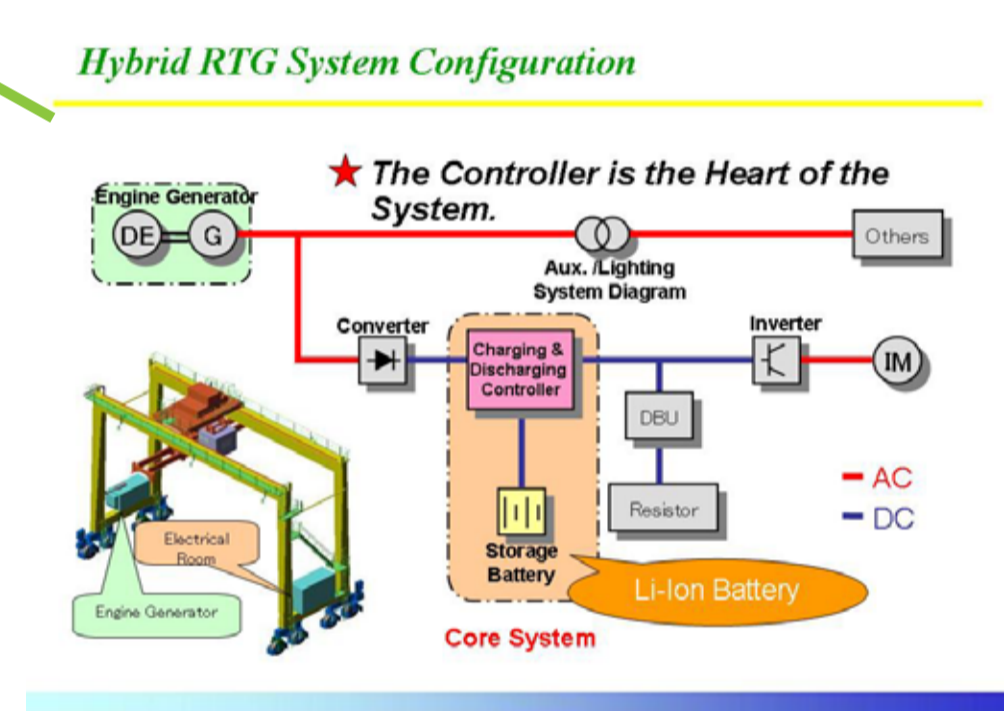 Hybrid RTG System Configuration
★ The Controller is the Heart of the
System.
Engine Generator
DE
G
Others
Aux. /Lighting
System Diagram
Converter
Inverter
Charging &
Discharging
Controller
IM
DBU
AC
DC
Resistor
Storage
Battery
Li-Ion Battery
Core System
Electrical
Room
Engine Generator